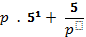 p . 5¹ + 5/p□